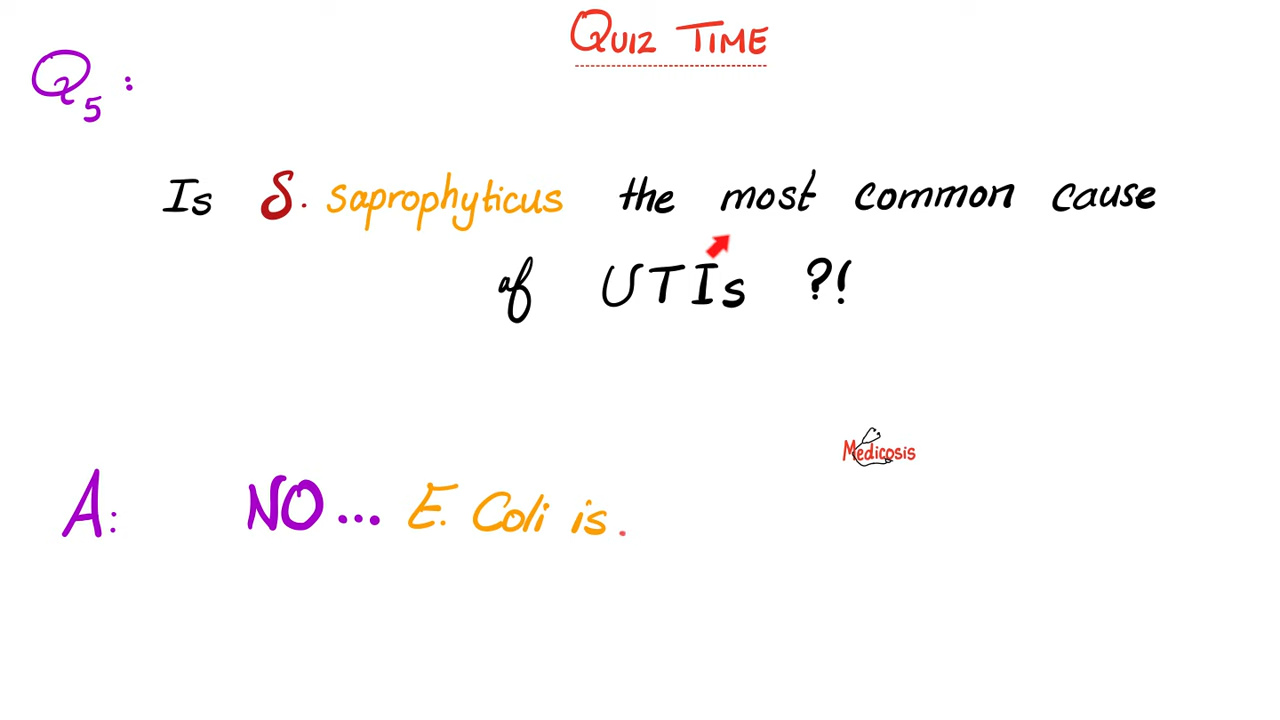 QUIZ TIME
Q5:
Is S. saprophyticus the most common cause
of UTIs ?!
Medicosis
A: NO... E. Coli is.